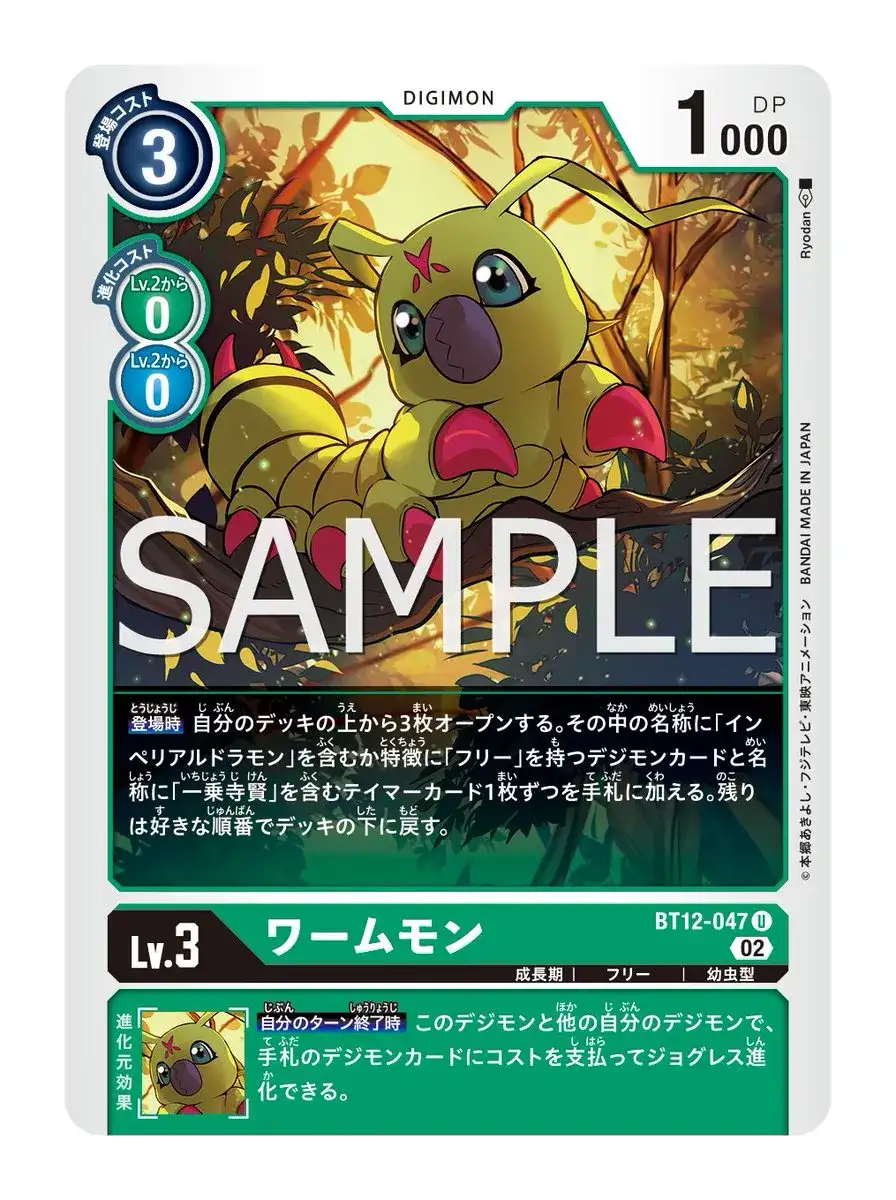 DIGIMON
登場コスト
3
DP
1000
進化コスト
Lv.2から
0
Lv.2から
0
Ryodan
SAMPLE
登場時 自分のデッキの上から3枚オープンする。その中の名称に「イン
ペリアルドラモン」を含むか特徴に「フリー」を持つデジモンカードと名
称に「一乗寺賢」を含むテイマーカード1枚ずつを手札に加える。残り
は好きな順番でデッキの下に戻す。
©本郷あきよし・フジテレビ・東映アニメーション BANDAI MADE IN JAPAN
Lv.3
ワームモン
BT12-047 U
02
成長期 | フリー | 幼虫型
進化元効果
自分のターン終了時 このデジモンと他の自分のデジモンで、
手札のデジモンカードにコストを支払ってジョグレス進
化できる。